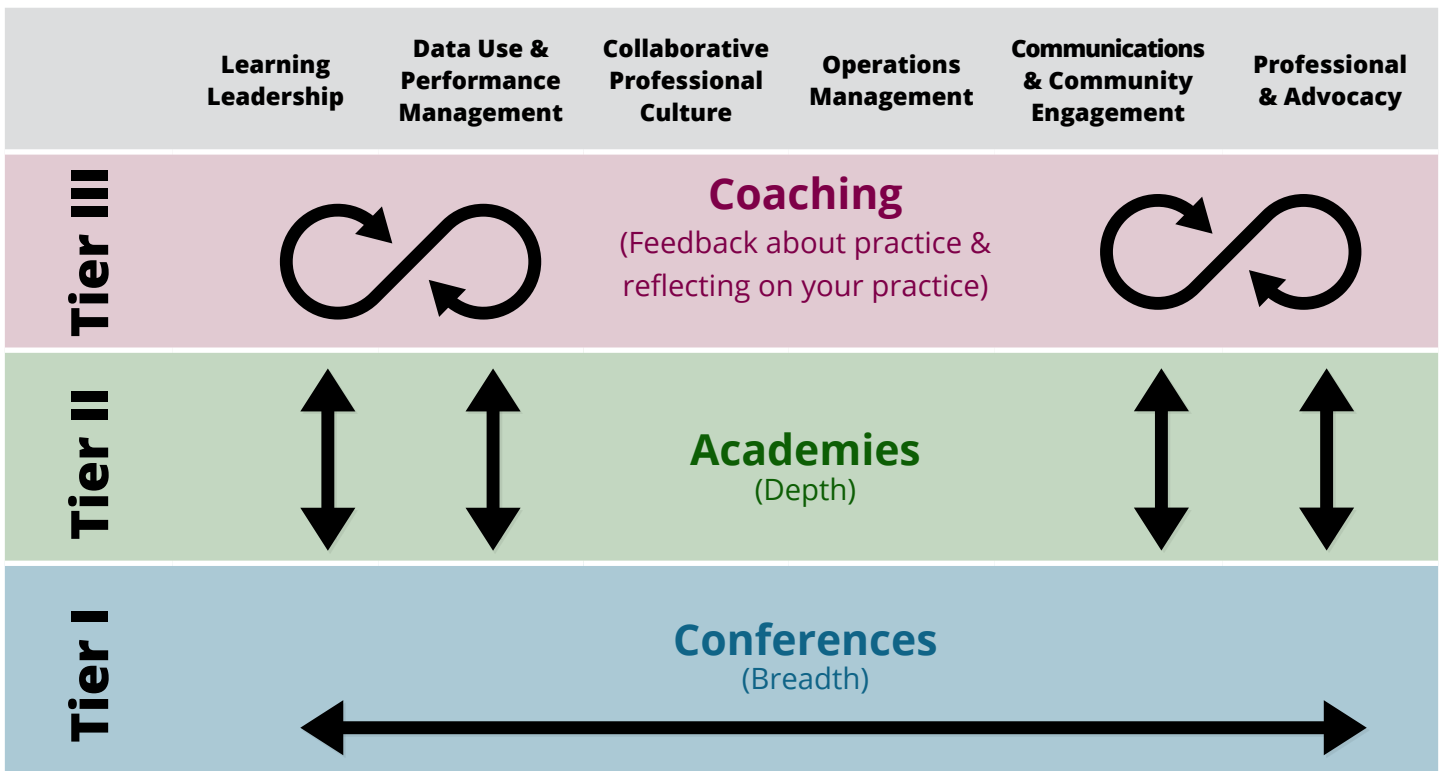 Learning
Leadership
Data Use &
Performance
Management
Collaborative
Professional
Culture
Operations
Management
Communications
& Community
Engagement
Professional
& Advocacy
Tier III
Coaching
(Feedback about practice &
reflecting on your practice)
Tier II
Academies
(Depth)
Tier I
Conferences
(Breadth)